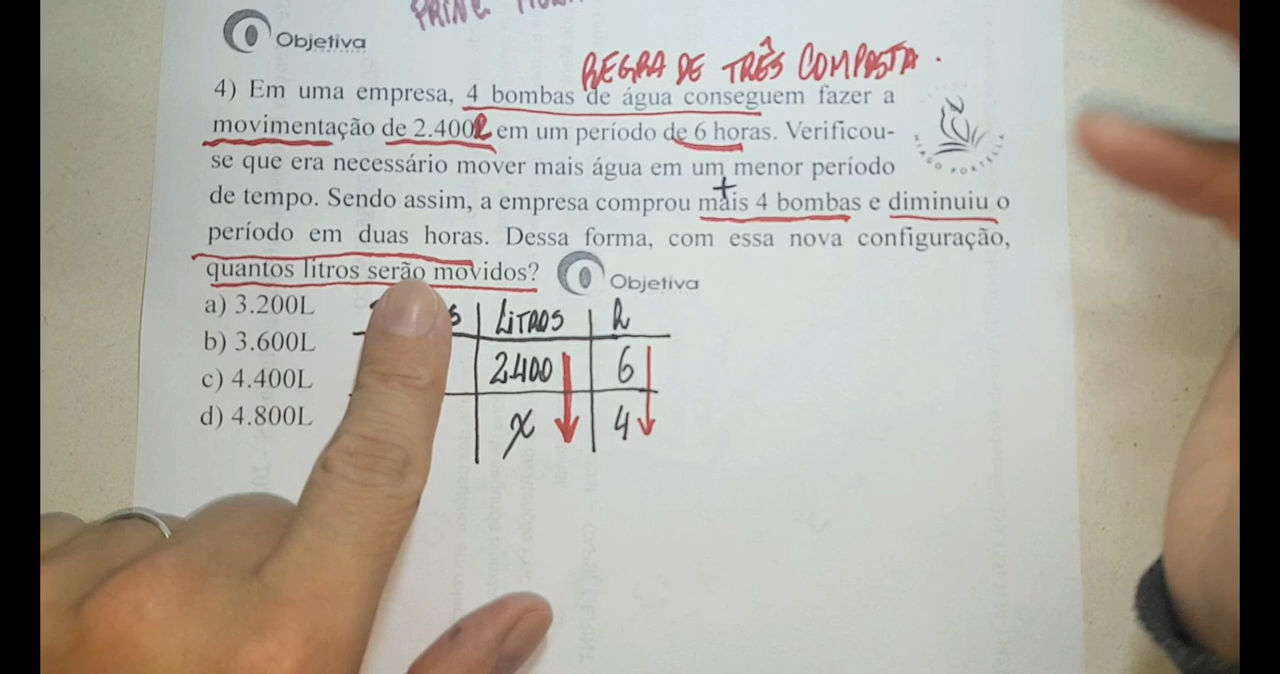 PRINC
Objetiva
REGRA DE TRÊS COMPOSTA.
4) Em uma empresa, 4 bombas de água conseguem fazer a
movimentação de 2.400L em um período de 6 horas. Verificou-
se que era necessário mover mais água em um menor período
+
de tempo. Sendo assim, a empresa comprou mais 4 bombas e diminuiu o
período em duas horas. Dessa forma, com essa nova configuração,
quantos litros serão movidos?
Objetiva
a) 3.200L
b) 3.600L
c) 4.400L
d) 4.800L
S LITROS h
2.400 6
x 4